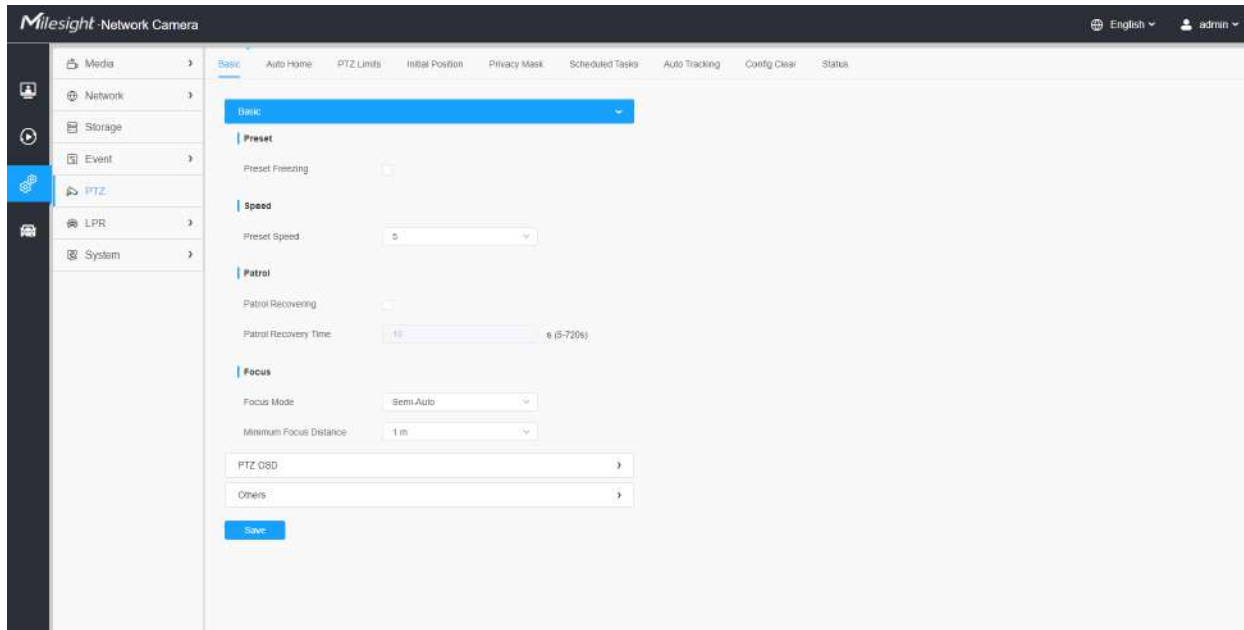 Milesight Network Camera
English
admin
Media
Network
Storage
Event
PTZ
LPR
System
Basic Auto Home PTZ Limits Initial Position Privacy Mask Scheduled Tasks Auto Tracking Config Clear Status
Basic
Preset
Preset Freezing
Speed
Preset Speed 5
Patrol
Patrol Recovering
Patrol Recovery Time 10 s (5-720s)
Focus
Focus Mode Semi-Auto
Minimum Focus Distance 1 m
PTZ OSD
Others
Save